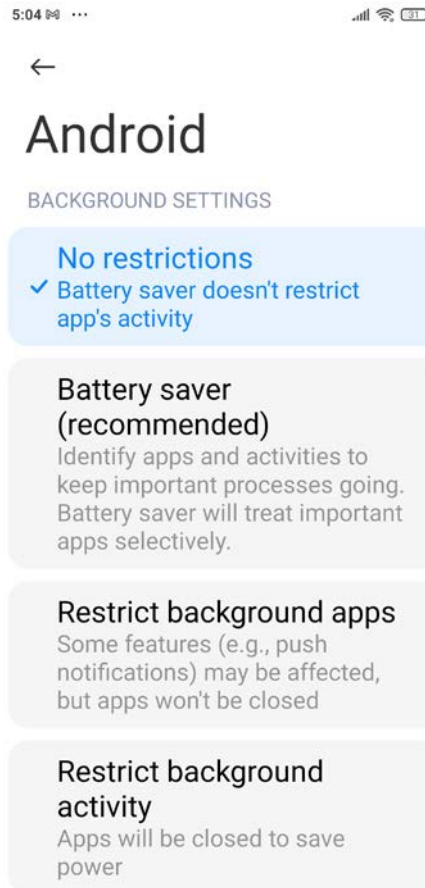 5:04 M ...
31
Android
BACKGROUND SETTINGS
No restrictions
Battery saver doesn't restrict
app's activity
Battery saver
(recommended)
Identify apps and activities to
keep important processes going.
Battery saver will treat important
apps selectively.
Restrict background apps
Some features (e.g., push
notifications) may be affected,
but apps won't be closed
Restrict background
activity
Apps will be closed to save
power